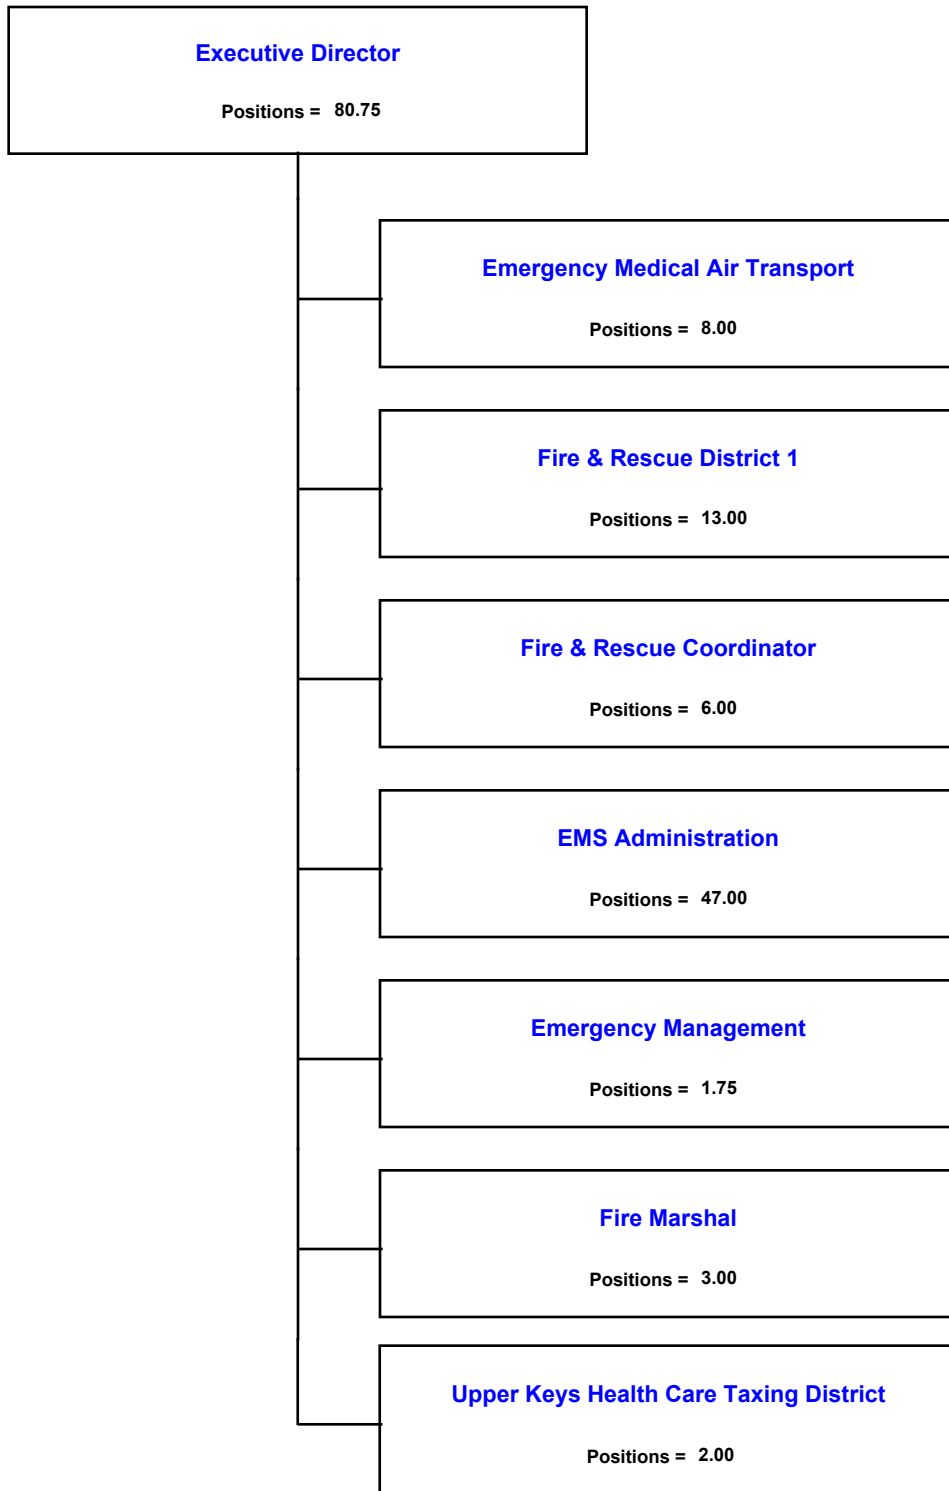 Executive Director
Positions = 80.75
Emergency Medical Air Transport
Positions = 8.00
Fire & Rescue District 1
Positions = 13.00
Fire & Rescue Coordinator
Positions = 6.00
EMS Administration
Positions = 47.00
Emergency Management
Positions = 1.75
Fire Marshal
Positions = 3.00
Upper Keys Health Care Taxing District
Positions = 2.00